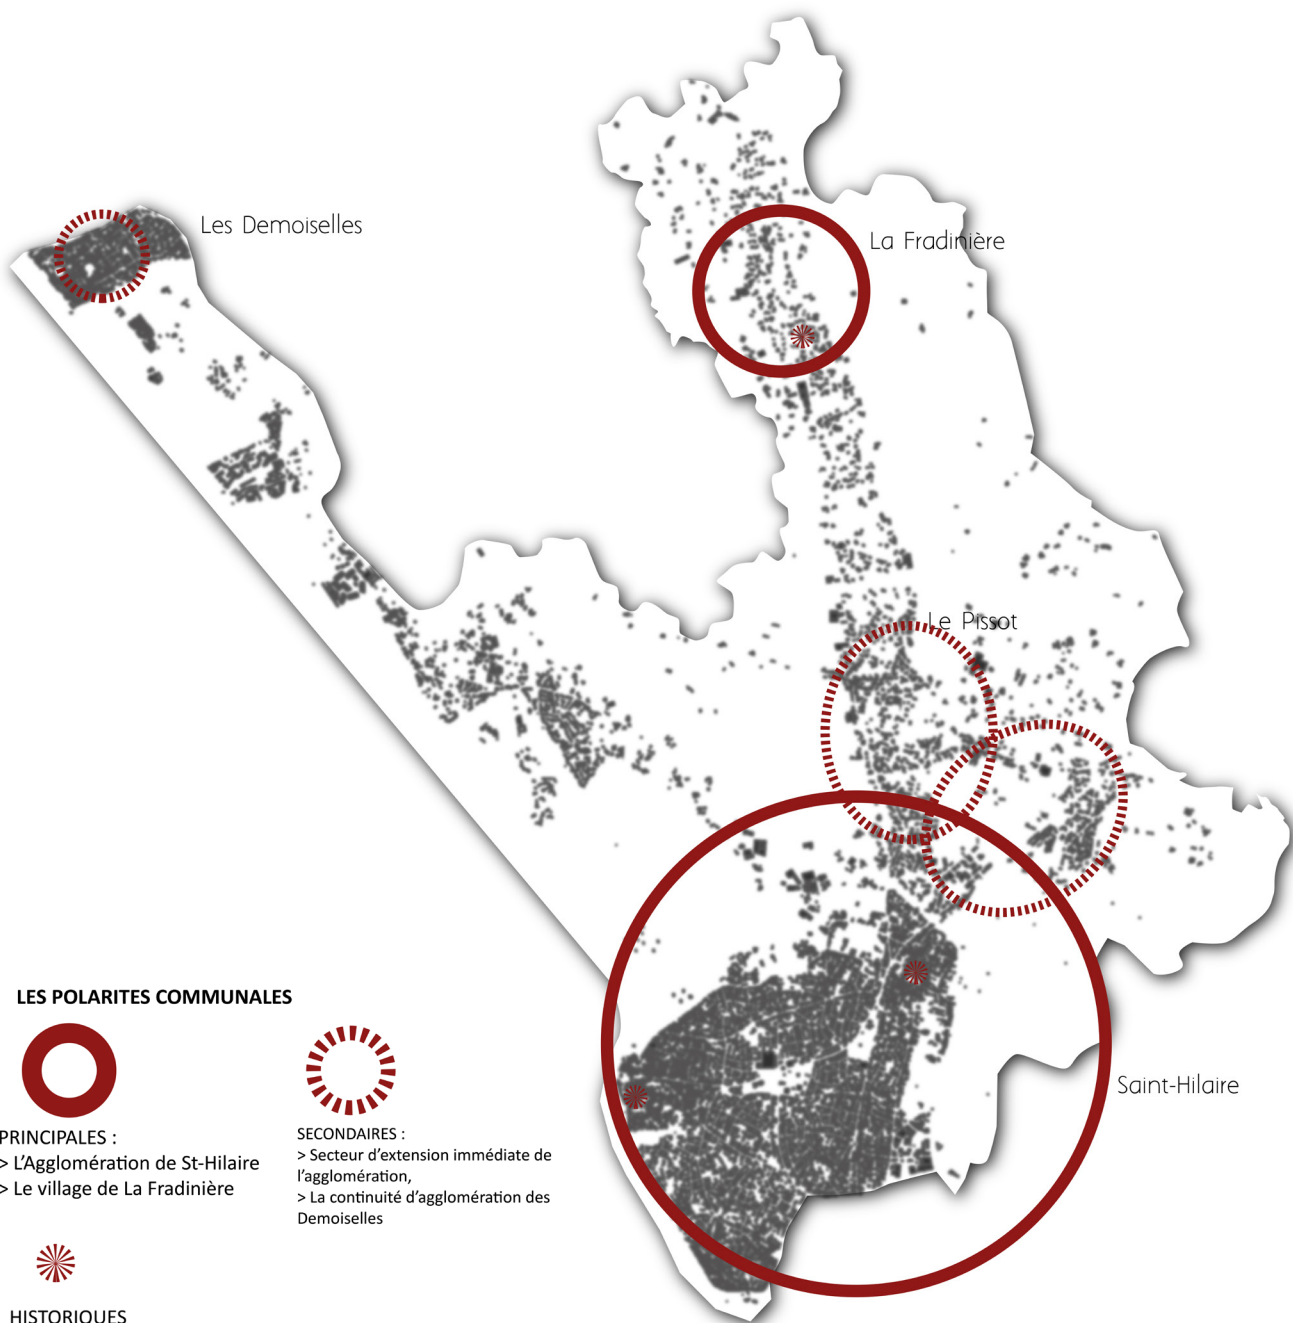 Les Demoiselles
La Fradinière
Le Pissot
Saint-Hilaire
LES POLARITES COMMUNALES
PRINCIPALES :
> L'Agglomération de St-Hilaire
> Le village de La Fradinière
SECONDAIRES :
> Secteur d'extension immédiate de
l'agglomération,
> La continuité d'agglomération des
Demoiselles
HISTORIQUES